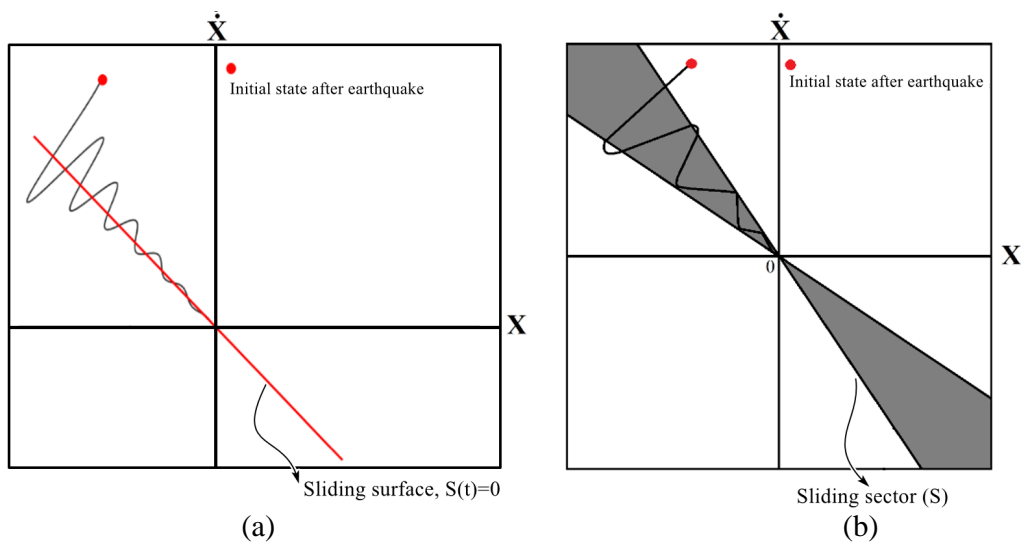 Ẋ
Initial state after earthquake
X
Sliding surface, S(t)=0
(a)
Ẋ
Initial state after earthquake
X
0
Sliding sector (S)
(b)